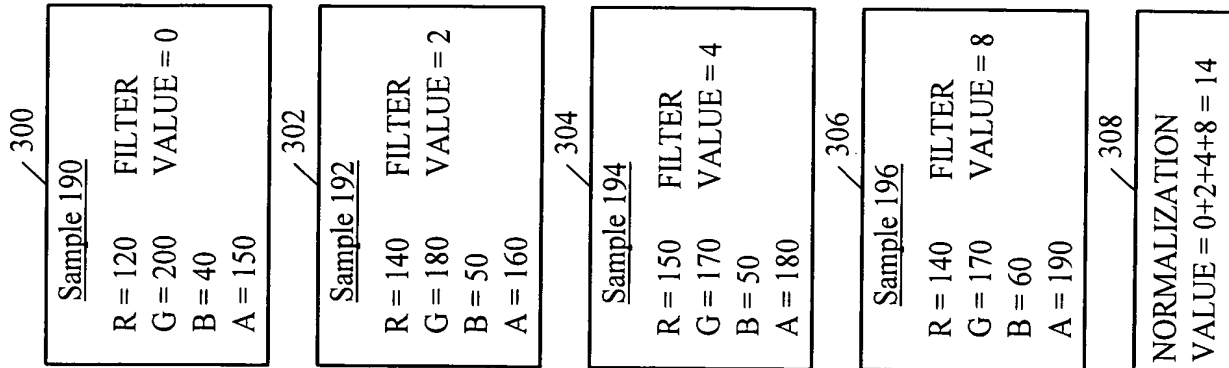 300
Sample 190
R = 120 FILTER
G = 200 VALUE = 0
B = 40
A = 150
302
Sample 192
R = 140 FILTER
G = 180 VALUE = 2
B = 50
A = 160
304
Sample 194
R = 150 FILTER
G = 170 VALUE = 4
B = 50
A = 180
306
Sample 196
R = 140 FILTER
G = 170 VALUE = 8
B = 60
A = 190
308
NORMALIZATION
VALUE = 0+2+4+8 = 14